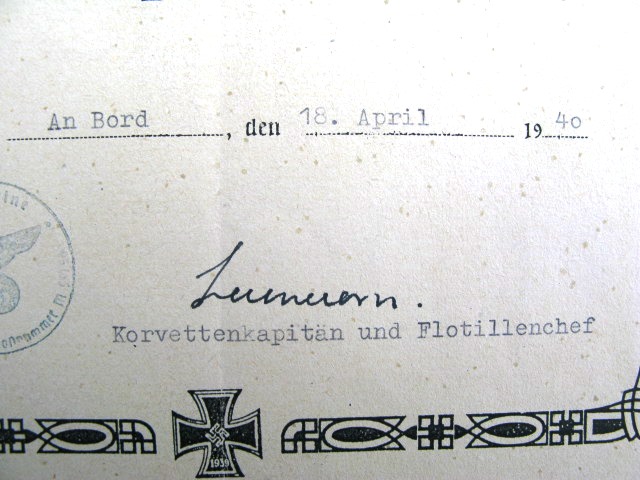 An Bord, den 18. April 1940
Korvettenkapitän und Flotillenchef
1939